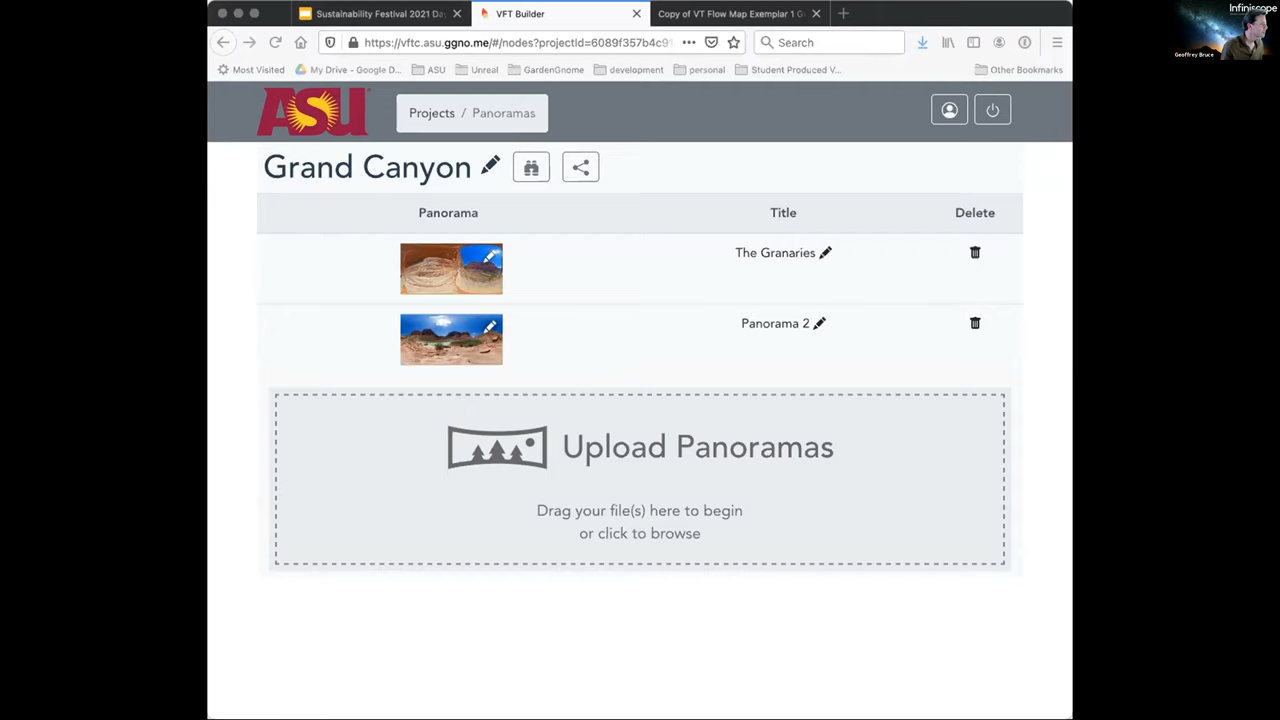 Sustainability Festival 2021 Da
VFT Builder
Copy of VT Flow Map Exemplar 1 G
Infiniscope
https://vftc.asu.ggno.me/#/nodes?projectId=6089f357b4c91
Search
Geoffrey Bruce
Most Visited
My Drive - Google D...
ASU
Unreal
GardenGnome
development
personal
Student Produced V...
Other Bookmarks
ASU
Projects / Panoramas
Grand Canyon
Panorama
Title
Delete
The Granaries
Panorama 2
Upload Panoramas
Drag your file(s) here to begin
or click to browse